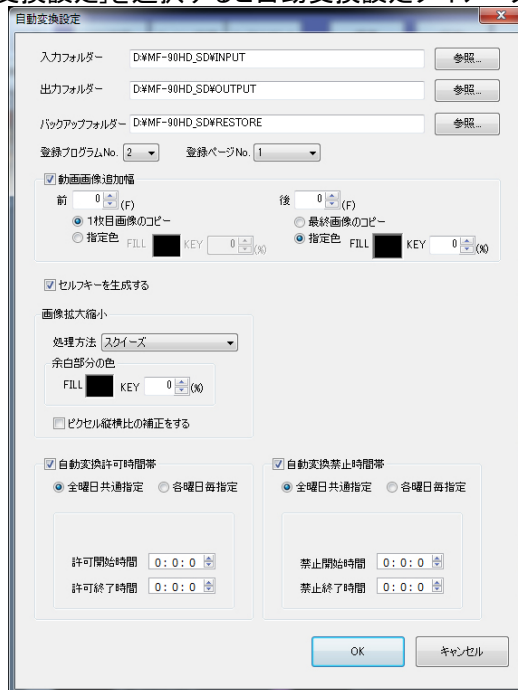 変換設定」を選択すると自動変換設定ダイアロ
自動変換設定
入力フォルダー D:¥MF-90HD_SD¥INPUT 参照...
出力フォルダー D:¥MF-90HD_SD¥OUTPUT 参照...
バックアップフォルダー D:¥MF-90HD_SD¥RESTORE 参照...
登録プログラムNo. 2 登録ページNo. 1
動画画像追加幅
前 0 (F) 後 0 (F)
1枚目画像のコピー 最終画像のコピー
指定色 FILL KEY 0 (%) 指定色 FILL KEY 0 (%)
セルフキーを生成する
画像拡大縮小
処理方法 スクイーズ
余白部分の色
FILL KEY 0 (%)
ピクセル縦横比の補正をする
自動変換許可時間帯 自動変換禁止時間帯
全曜日共通指定 各曜日毎指定 全曜日共通指定 各曜日毎指定
許可開始時間 0:0:0 禁止開始時間 0:0:0
許可終了時間 0:0:0 禁止終了時間 0:0:0
OK キャンセル